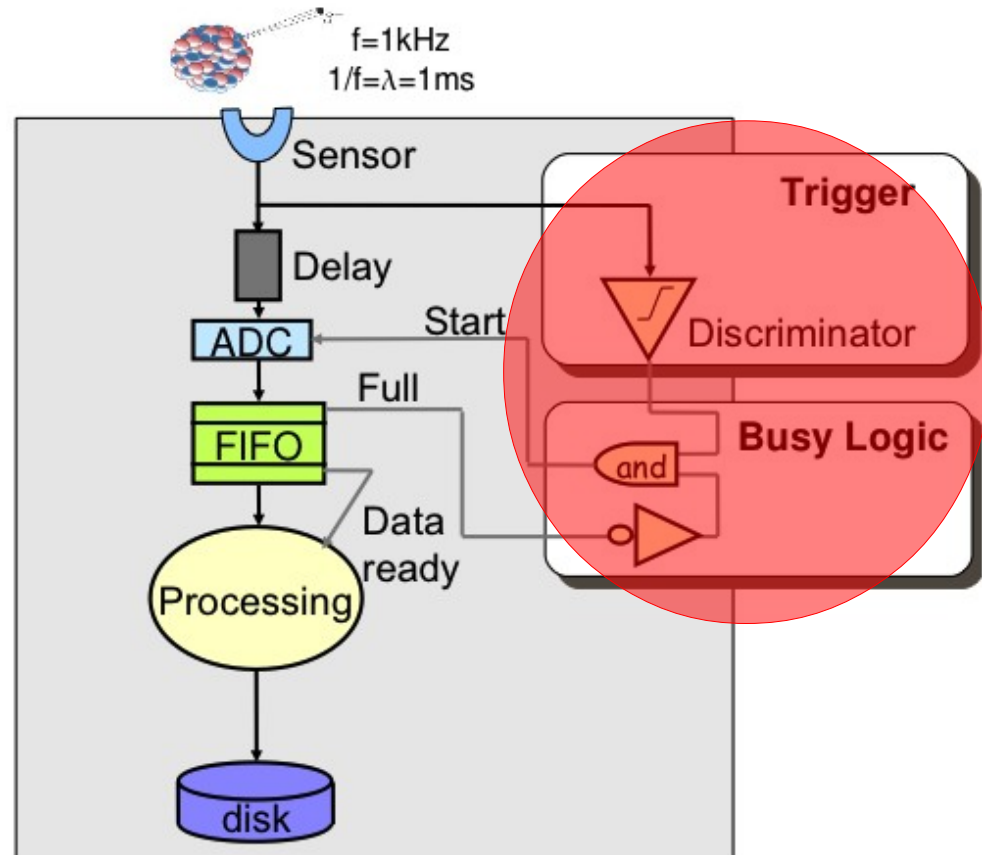 f=1kHz
1/f=λ=1ms
Sensor
Trigger
Delay
Start
ADC
Discriminator
Full
FIFO
Busy Logic
and
Data
ready
Processing
disk